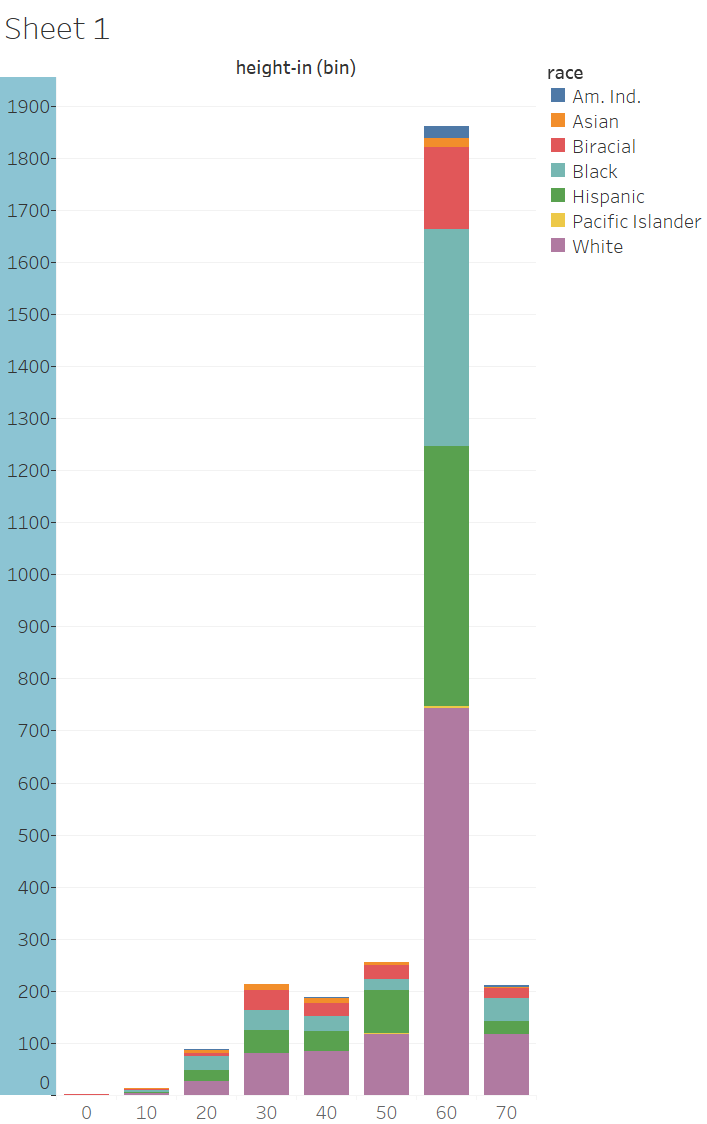 Sheet 1
height-in (bin)
race
Am. Ind.
Asian
Biracial
Black
Hispanic
Pacific Islander
White
1900
1800
1700
1600
1500
1400
1300
1200
1100
1000
900
800
700
600
500
400
300
200
100
0
0 10 20 30 40 50 60 70